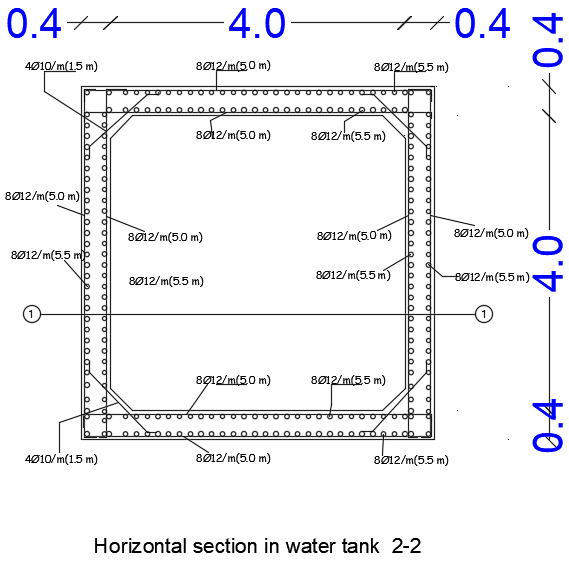 0.4 4.0 0.4
0.4
4Ø10/m(1.5 m) 8Ø12/m(5.0 m) 8Ø12/m(5.5 m)
8Ø12/m(5.0 m) 8Ø12/m(5.5 m)
8Ø12/m(5.0 m)
8Ø12/m(5.0 m) 8Ø12/m(5.0 m) 8Ø12/m(5.0 m)
8Ø12/m(5.5 m)
8Ø12/m(5.5 m) 8Ø12/m(5.5 m) 8Ø12/m(5.5 m)
4.0
1 1
8Ø12/m(5.0 m) 8Ø12/m(5.5 m)
0.4
4Ø10/m(1.5 m) 8Ø12/m(5.0 m) 8Ø12/m(5.5 m)
Horizontal section in water tank 2-2